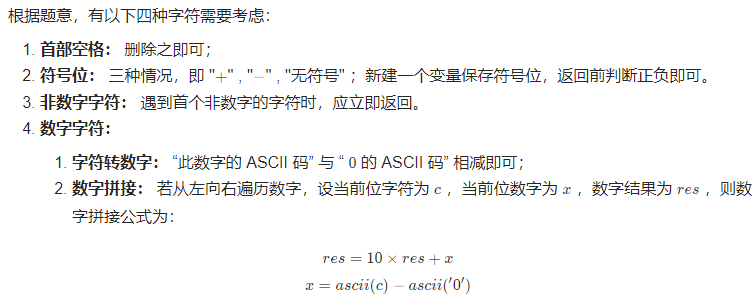 根据题意，有以下四种字符需要考虑：
1. 首部空格： 删除之即可；
2. 符号位： 三种情况，即 "+" , "−" , "无符号" ；新建一个变量保存符号位，返回前判断正负即可。
3. 非数字字符： 遇到首个非数字的字符时，应立即返回。
4. 数字字符：
1. 字符转数字： “此数字的 ASCII 码” 与 “ 0 的 ASCII 码” 相减即可；
2. 数字拼接： 若从左向右遍历数字，设当前位字符为 c ，当前位数字为 x ，数字结果为 res ，则数
字拼接公式为：
res = 10 × res + x
x = ascii(c) − ascii('0')